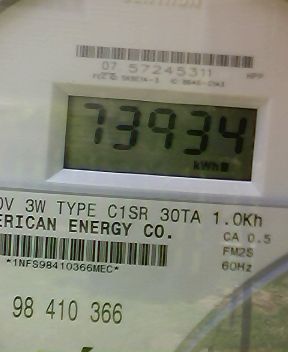 07 57245311 HPP
73934
kWh
0V 3W TYPE C1SR 30TA 1.0Kh
ERICAN ENERGY CO. CA 0.5
FM2S
*1NFS98410366MEC* 60Hz
98 410 366